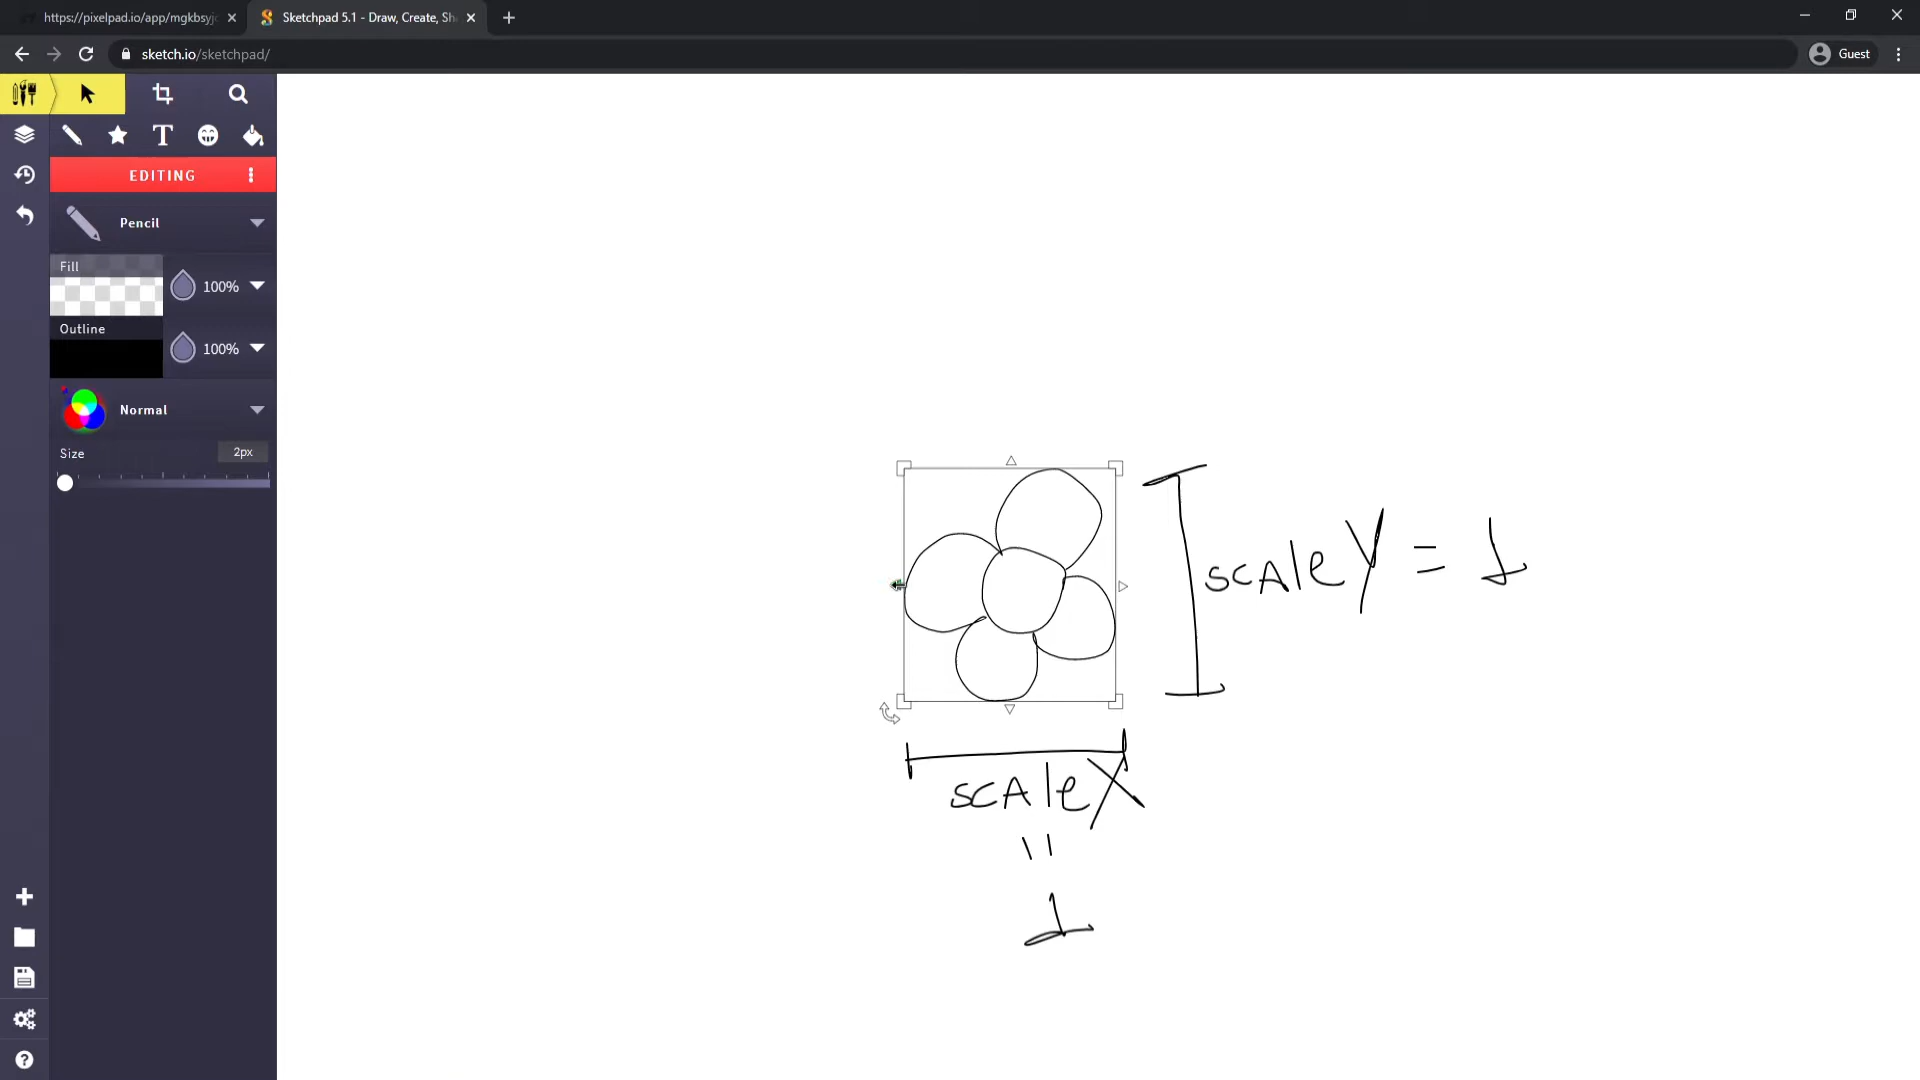 https://pixelpad.io/app/mgkbsyj
Sketchpad 5.1 - Draw, Create, Sh
sketch.io/sketchpad/
Guest
EDITING
Pencil
Fill
100%
Outline
100%
Normal
Size
2px
scAleY = 1
scAleX
=
1